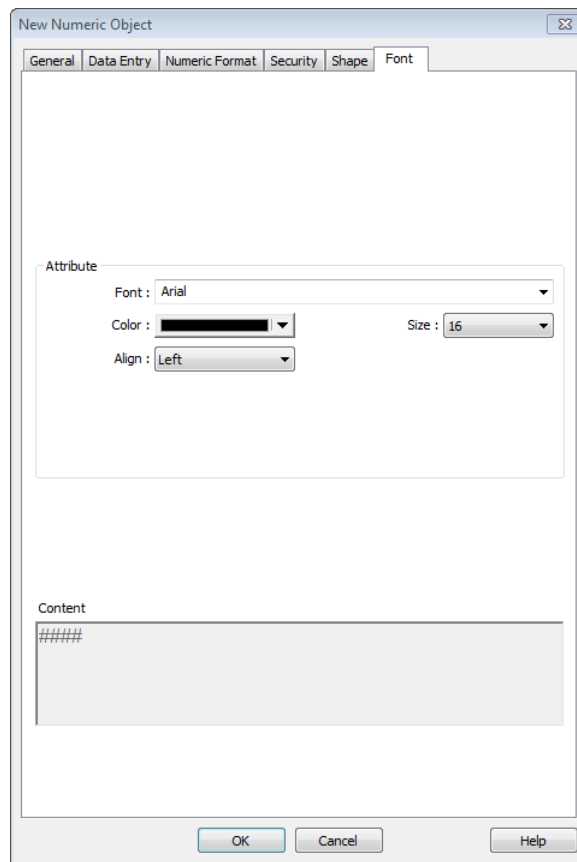 New Numeric Object
General Data Entry Numeric Format Security Shape Font
Attribute
Font : Arial
Color : Size : 16
Align : Left
Content
####
OK Cancel Help